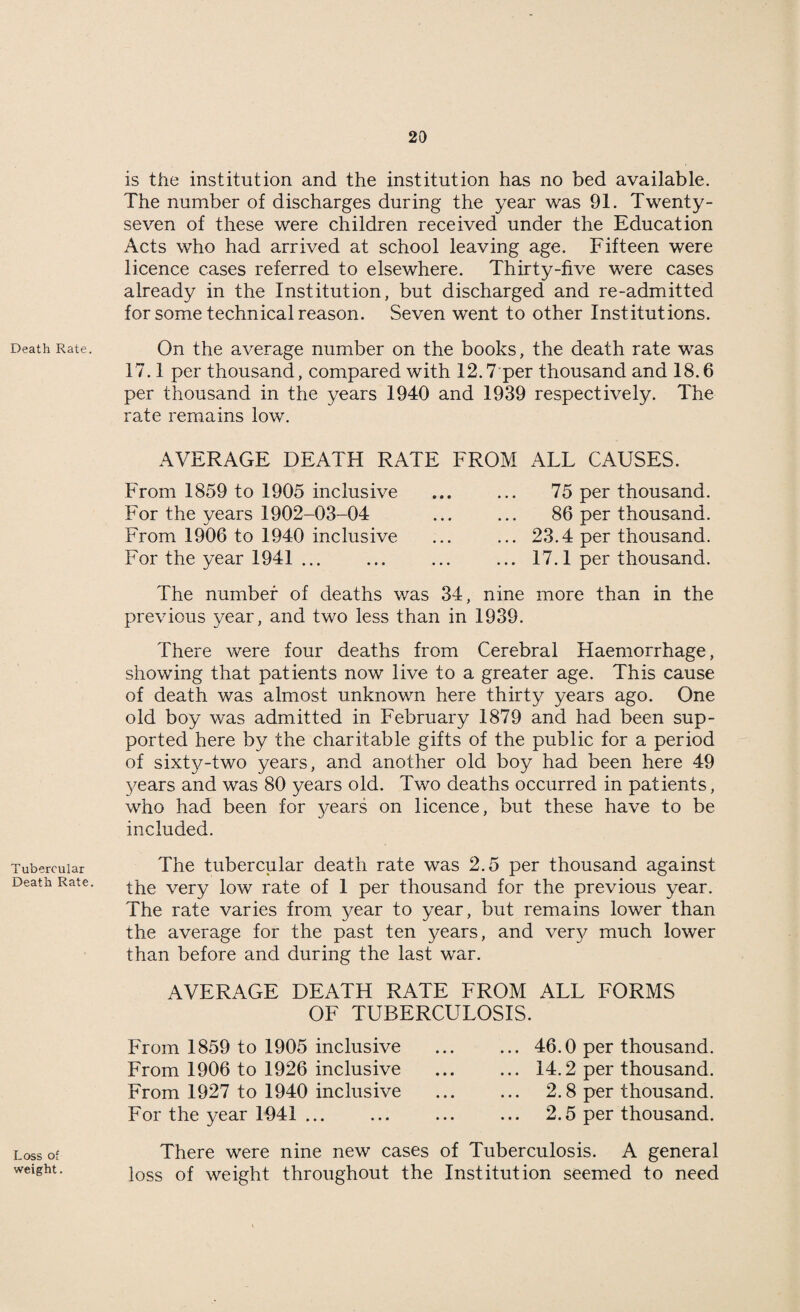 20
is the institution and the institution has no bed available.
The number of discharges during the year was 91. Twenty-
seven of these were children received under the Education
Acts who had arrived at school leaving age. Fifteen were
licence cases referred to elsewhere. Thirty-five were cases
already in the Institution, but discharged and re-admitted
for some technical reason. Seven went to other Institutions.
Death Rate.
On the average number on the books, the death rate was
17.1 per thousand, compared with 12.7 per thousand and 18.6
per thousand in the years 1940 and 1939 respectively. The
rate remains low.
AVERAGE DEATH RATE FROM ALL CAUSES.
From 1859 to 1905 inclusive ... ... 75 per thousand.
For the years 1902-03-04 ... ... 86 per thousand.
From 1906 to 1940 inclusive ... ... 23.4 per thousand.
For the year 1941 ... ... ... ... 17.1 per thousand.
The number of deaths was 34, nine more than in the
previous year, and two less than in 1939.
There were four deaths from Cerebral Haemorrhage,
showing that patients now live to a greater age. This cause
of death was almost unknown here thirty years ago. One
old boy was admitted in February 1879 and had been sup-
ported here by the charitable gifts of the public for a period
of sixty-two years, and another old boy had been here 49
years and was 80 years old. Two deaths occurred in patients,
who had been for years on licence, but these have to be
included.
Tubercular
Death Rate.
The tubercular death rate was 2.5 per thousand against
the very low rate of 1 per thousand for the previous year.
The rate varies from year to year, but remains lower than
the average for the past ten years, and very much lower
than before and during the last war.
AVERAGE DEATH RATE FROM ALL FORMS
OF TUBERCULOSIS.
From 1859 to 1905 inclusive ... ... 46.0 per thousand.
From 1906 to 1926 inclusive ... ... 14.2 per thousand.
From 1927 to 1940 inclusive ... ... 2.8 per thousand.
For the year 1941 ... ... ... ... 2.5 per thousand.
Loss of
weight.
There were nine new cases of Tuberculosis. A general
loss of weight throughout the Institution seemed to need